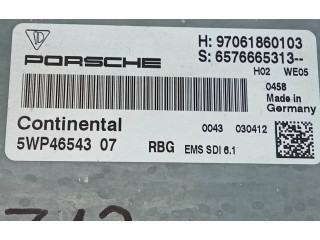 PORSCHE
H: 97061860103
S: 6576665313--
H02 WE05
0458
Made in
Germany
Continental
0043 030412
5WP46543 07 RBG EMS SDI 6.1